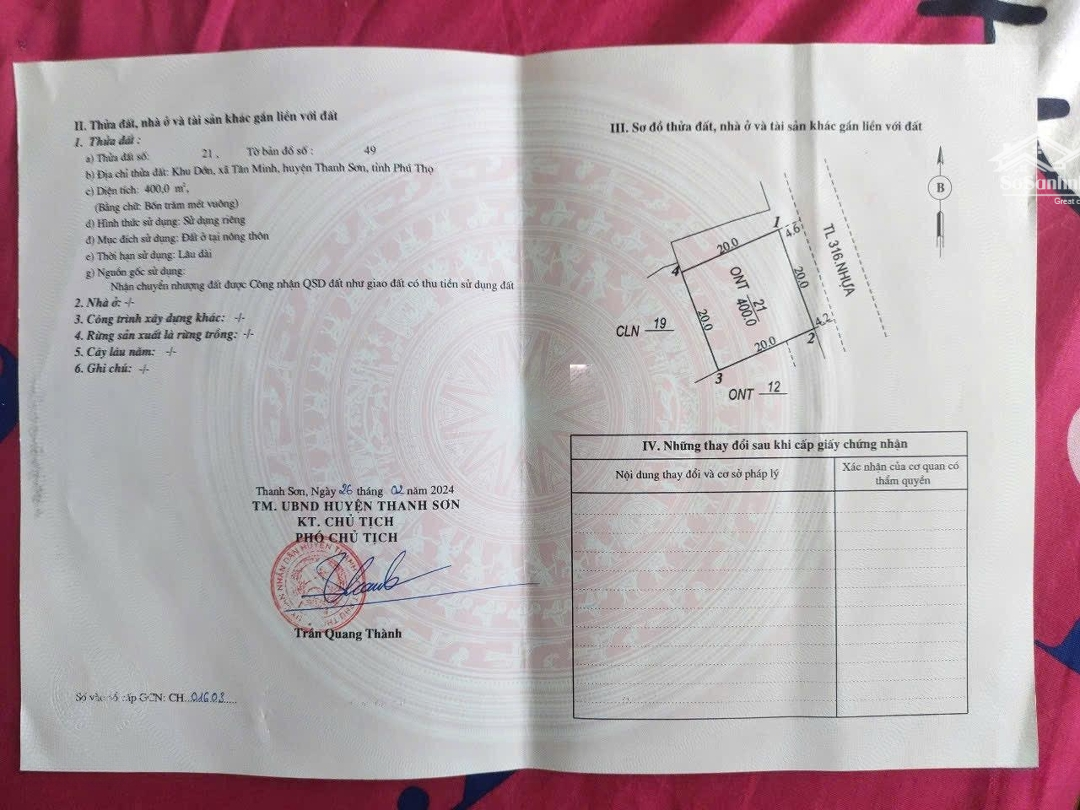 II. Thửa đất, nhà ở và tài sản khác gắn liền với đất
1. Thửa đất :
a) Thửa đất số: 21 , Tờ bản đồ số : 49
b) Địa chỉ thửa đất: Khu Dớn, xã Tân Minh, huyện Thanh Sơn, tỉnh Phú Thọ
c) Diện tích: 400,0 m²,
(Bằng chữ: Bốn trăm mét vuông)
d) Hình thức sử dụng: Sử dụng riêng
đ) Mục đích sử dụng: Đất ở tại nông thôn
e) Thời hạn sử dụng: Lâu dài
g) Nguồn gốc sử dụng:
Nhận chuyển nhượng đất được Công nhận QSD đất như giao đất có thu tiền sử dụng đất
2. Nhà ở: -/-
3. Công trình xây dựng khác: -/-
4. Rừng sản xuất là rừng trồng: -/-
5. Cây lâu năm: -/-
6. Ghi chú: -/-
Thanh Sơn, Ngày 26 tháng 02 năm 2024
TM. UBND HUYỆN THANH SƠN
KT. CHỦ TỊCH
PHÓ CHỦ TỊCH
Trần Quang Thành
Số vào sổ cấp GCN: CH...01603....
III. Sơ đồ thửa đất, nhà ở và tài sản khác gắn liền với đất
B
1
4.6
20.0
TL 316.NHỰA
4
ONT 21
400.0
20.0
20.0
CLN 19
4.2
2
20.0
3
ONT 12
IV. Những thay đổi sau khi cấp giấy chứng nhận
Nội dung thay đổi và cơ sở pháp lý
Xác nhận của cơ quan có
thẩm quyền